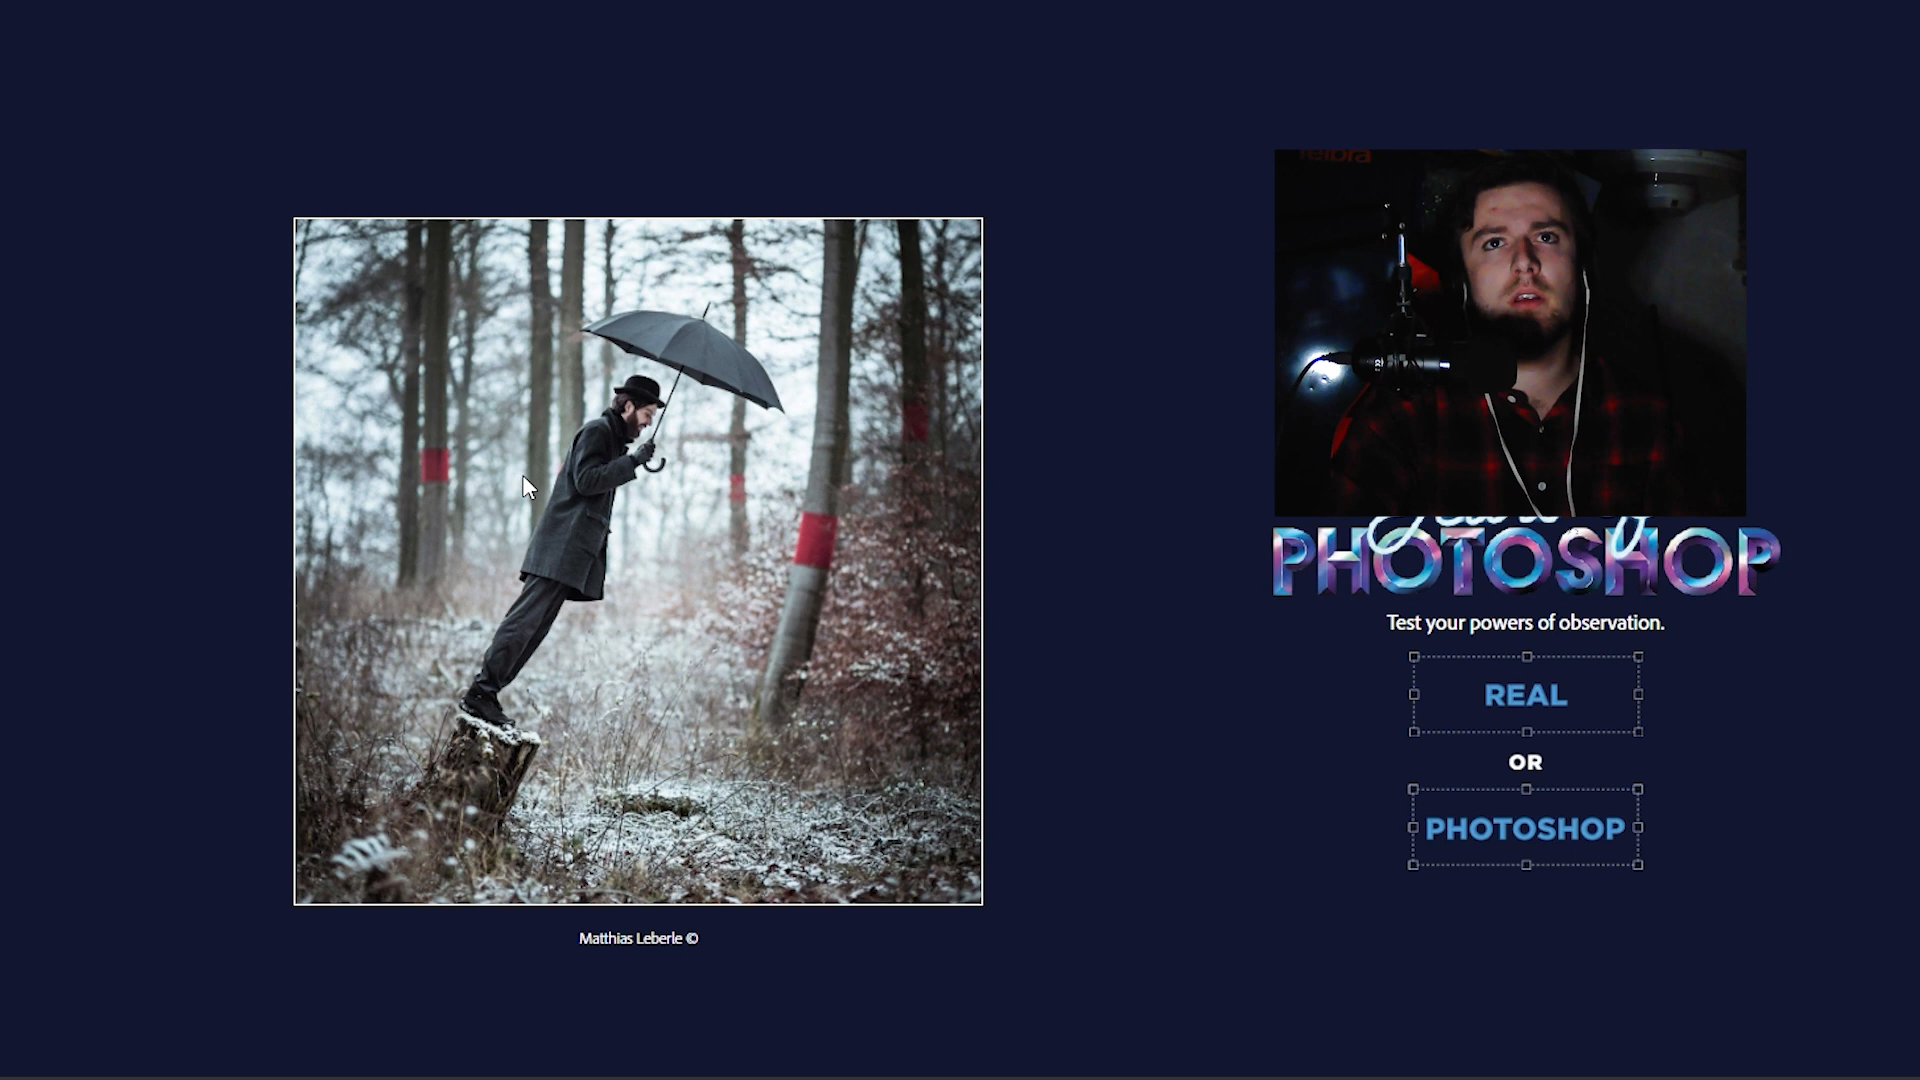 PHOTOSHOP
Test your powers of observation.
REAL
OR
PHOTOSHOP
Matthias Leberle ©